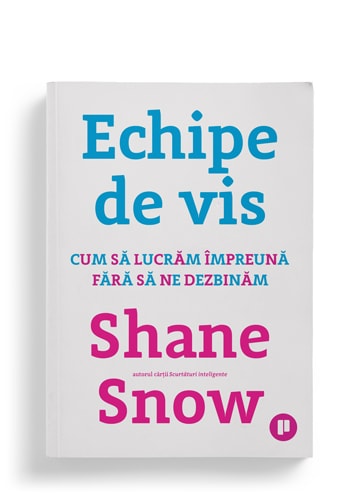 Echipe
de vis
CUM SĂ LUCRĂM ÎMPREUNĂ
FĂRĂ SĂ NE DEZBINĂM
Shane
autorul cărții Scurtături inteligente
Snow